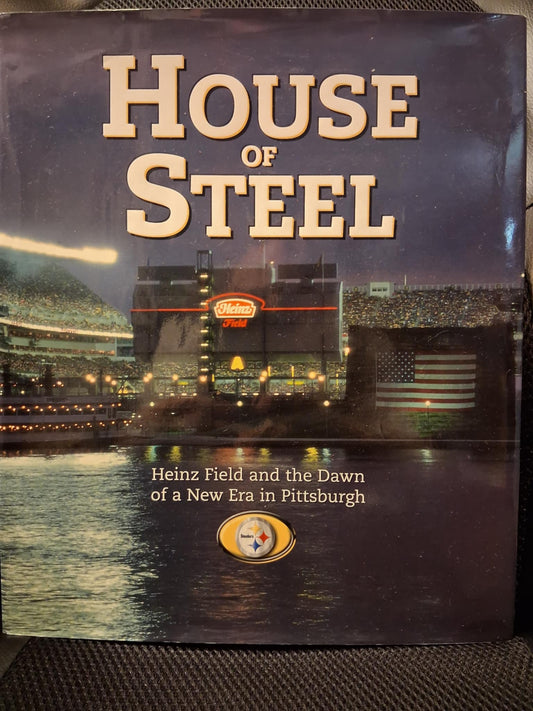 HOUSE
OF
STEEL
Heinz
Field
Heinz Field and the Dawn
of a New Era in Pittsburgh
Steelers